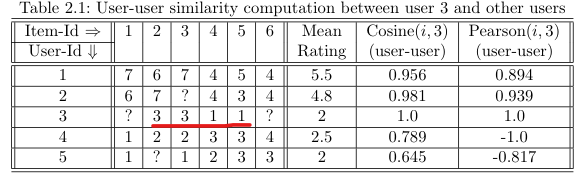 Table 2.1: User-user similarity computation between user 3 and other users
Item-Id ⇒ 1 2 3 4 5 6 Mean Cosine(i, 3) Pearson(i, 3)
User-Id ⇓ Rating (user-user) (user-user)
1 7 6 7 4 5 4 5.5 0.956 0.894
2 6 7 ? 4 3 4 4.8 0.981 0.939
3 ? 3 3 1 1 ? 2 1.0 1.0
4 1 2 2 3 3 4 2.5 0.789 -1.0
5 1 ? 1 2 3 3 2 0.645 -0.817